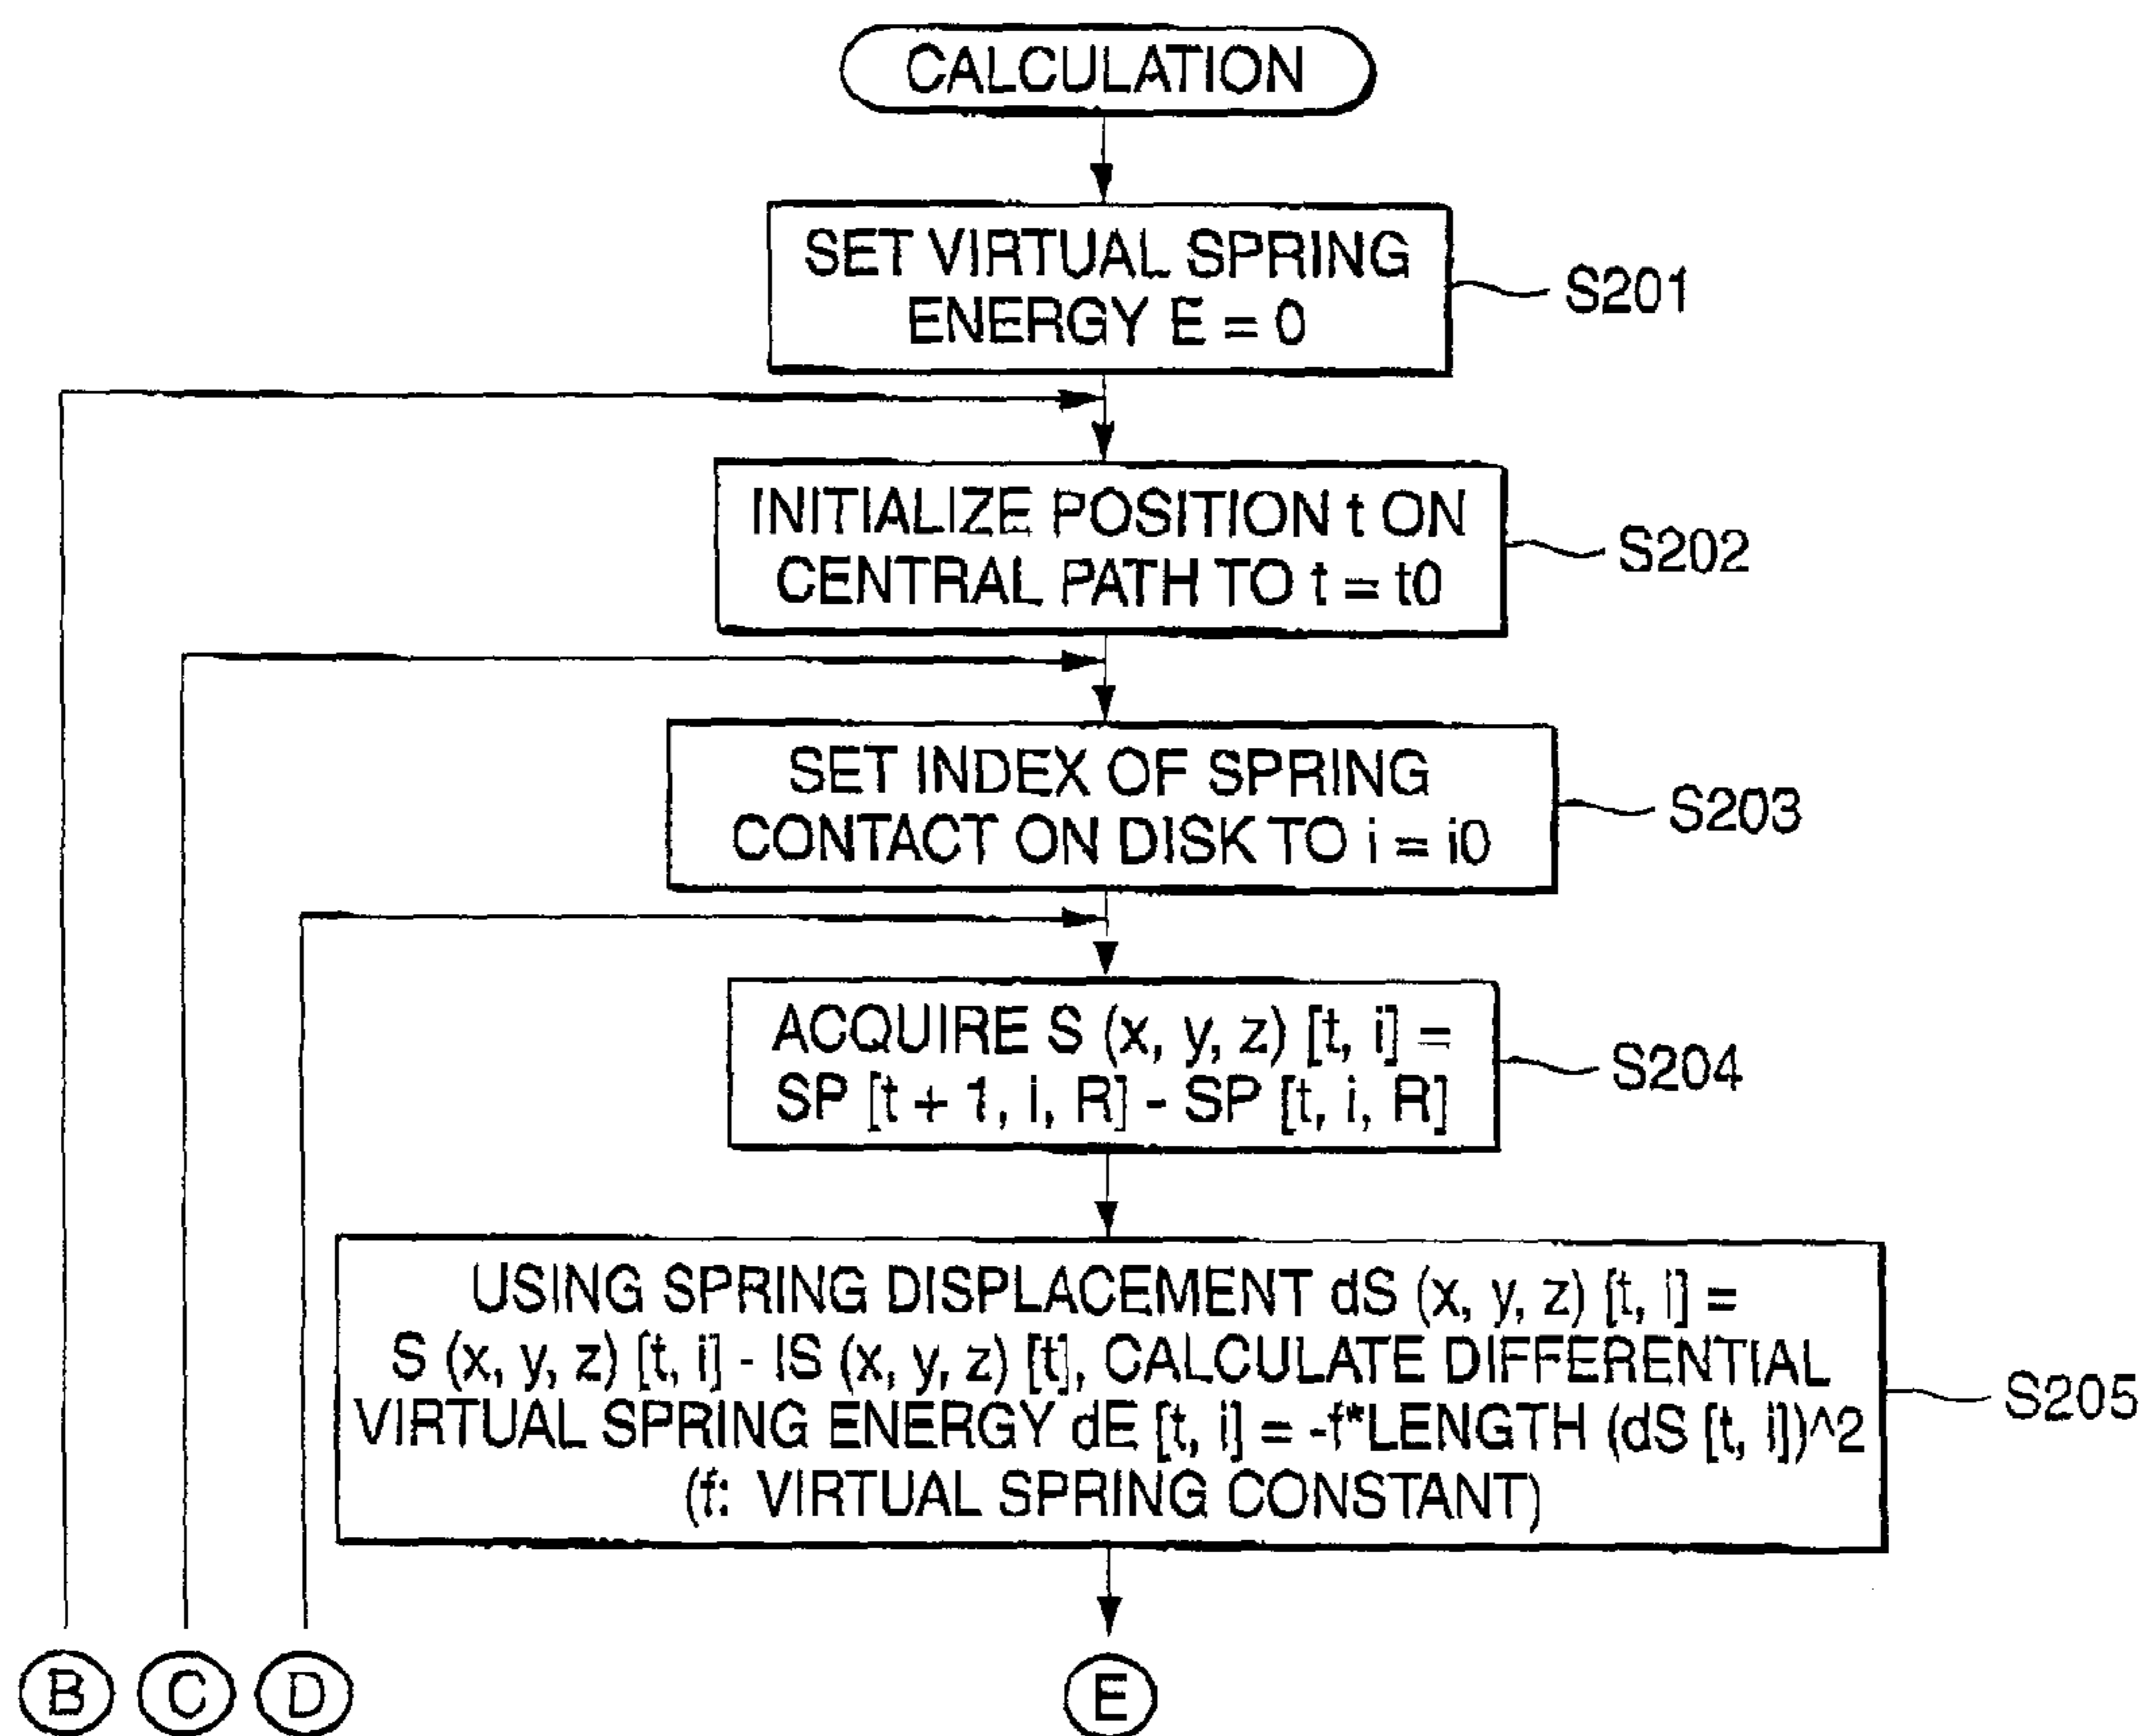 CALCULATION
SET VIRTUAL SPRING
ENERGY E = 0
S201
INITIALIZE POSITION t ON
CENTRAL PATH TO t = t0
S202
SET INDEX OF SPRING
CONTACT ON DISK TO i = i0
S203
ACQUIRE S (x, y, z) [t, i] =
SP [t + 1, i, R] - SP [t, i, R]
S204
USING SPRING DISPLACEMENT dS (x, y, z) [t, i] =
S (x, y, z) [t, i] - IS (x, y, z) [t], CALCULATE DIFFERENTIAL
VIRTUAL SPRING ENERGY dE [t, i] = -f*LENGTH (dS [t, i])^2
(f: VIRTUAL SPRING CONSTANT)
S205
B
C
D
E